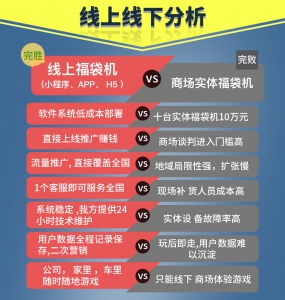 线上线下分析
完胜
完败
线上福袋机
(小程序、APP、H5)
VS
商场实体福袋机
软件系统低成本部署
VS
十台实体福袋机10万元
直接上线推广赚钱
VS
商场谈判进入门槛高
流量推广,直接覆盖全国
VS
地域局限性强，扩张慢
1个客服即可服务全国
VS
现场补 货人员成本高
系统稳定,我方提供24
小时技术维护
VS
实体设 备故障率高
用户数据全程记录保
存,二次营销
VS
玩后即走,用户数据难
以沉淀
公司，家里，车里
随时随地游戏
VS
只能线下 商场体验游戏